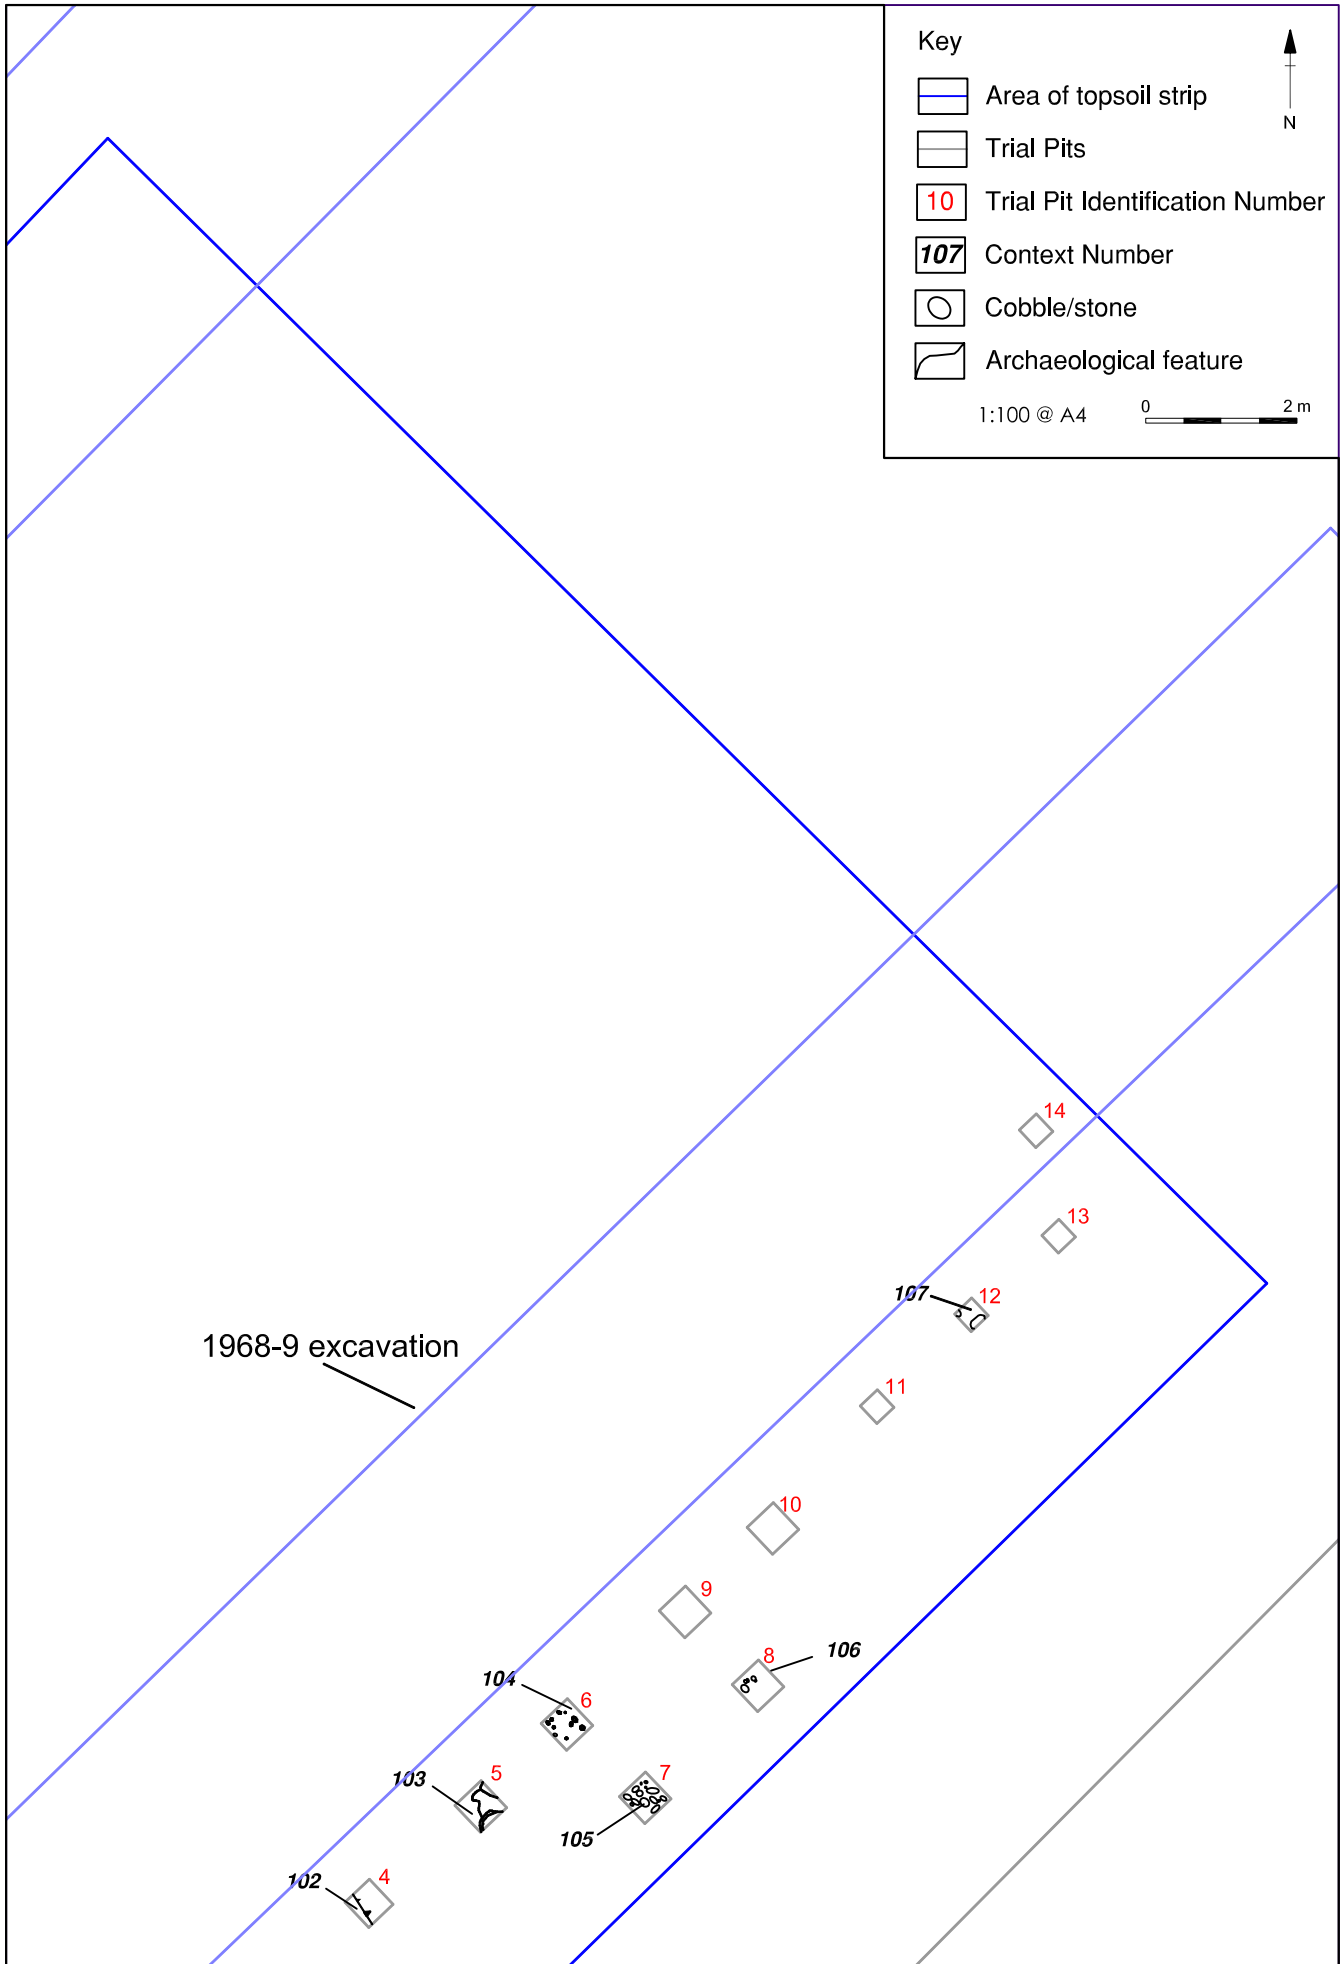 Key
Area of topsoil strip
N
Trial Pits
10 Trial Pit Identification Number
107 Context Number
Cobble/stone
Archaeological feature
1:100 @ A4
0 2 m
14
13
107
12
1968-9 excavation
11
10
9
8
106
104
6
103
5
7
105
102
4